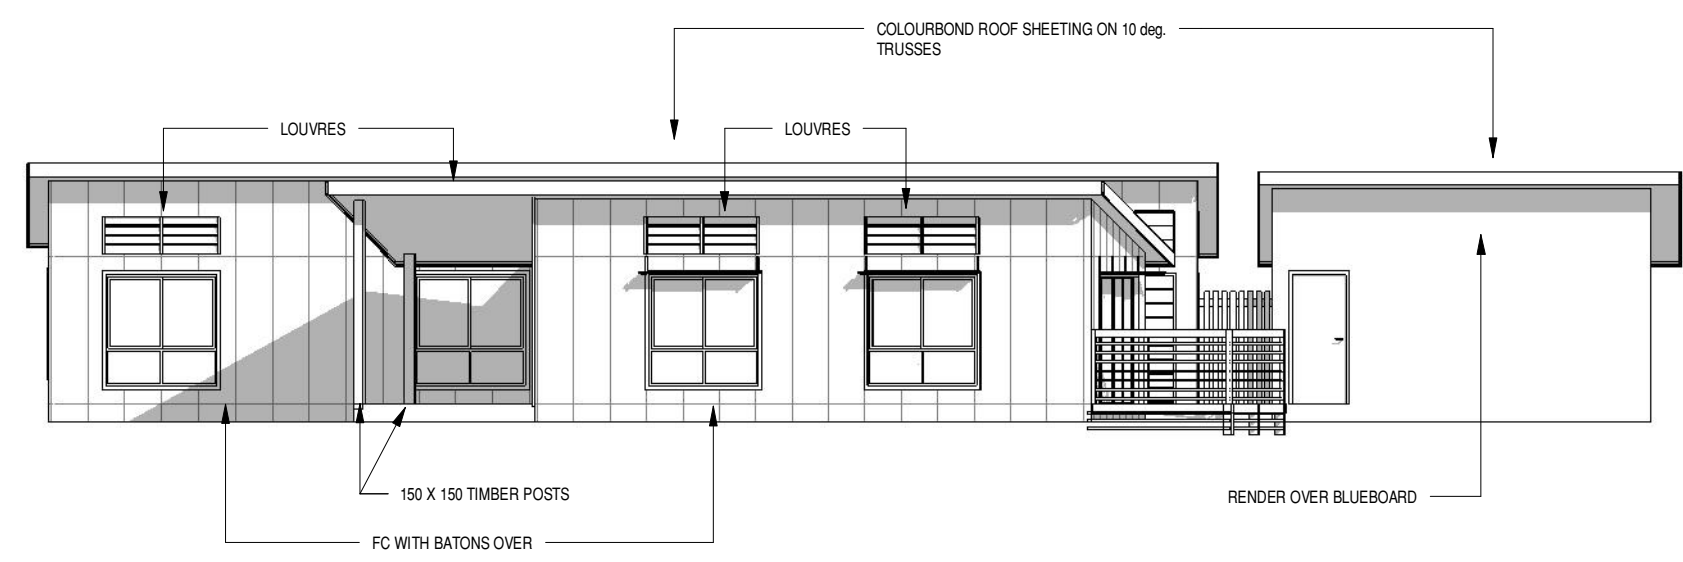 COLOURBOND ROOF SHEETING ON 10 deg.
TRUSSES
LOUVRES
LOUVRES
150 X 150 TIMBER POSTS
RENDER OVER BLUEBOARD
FC WITH BATONS OVER